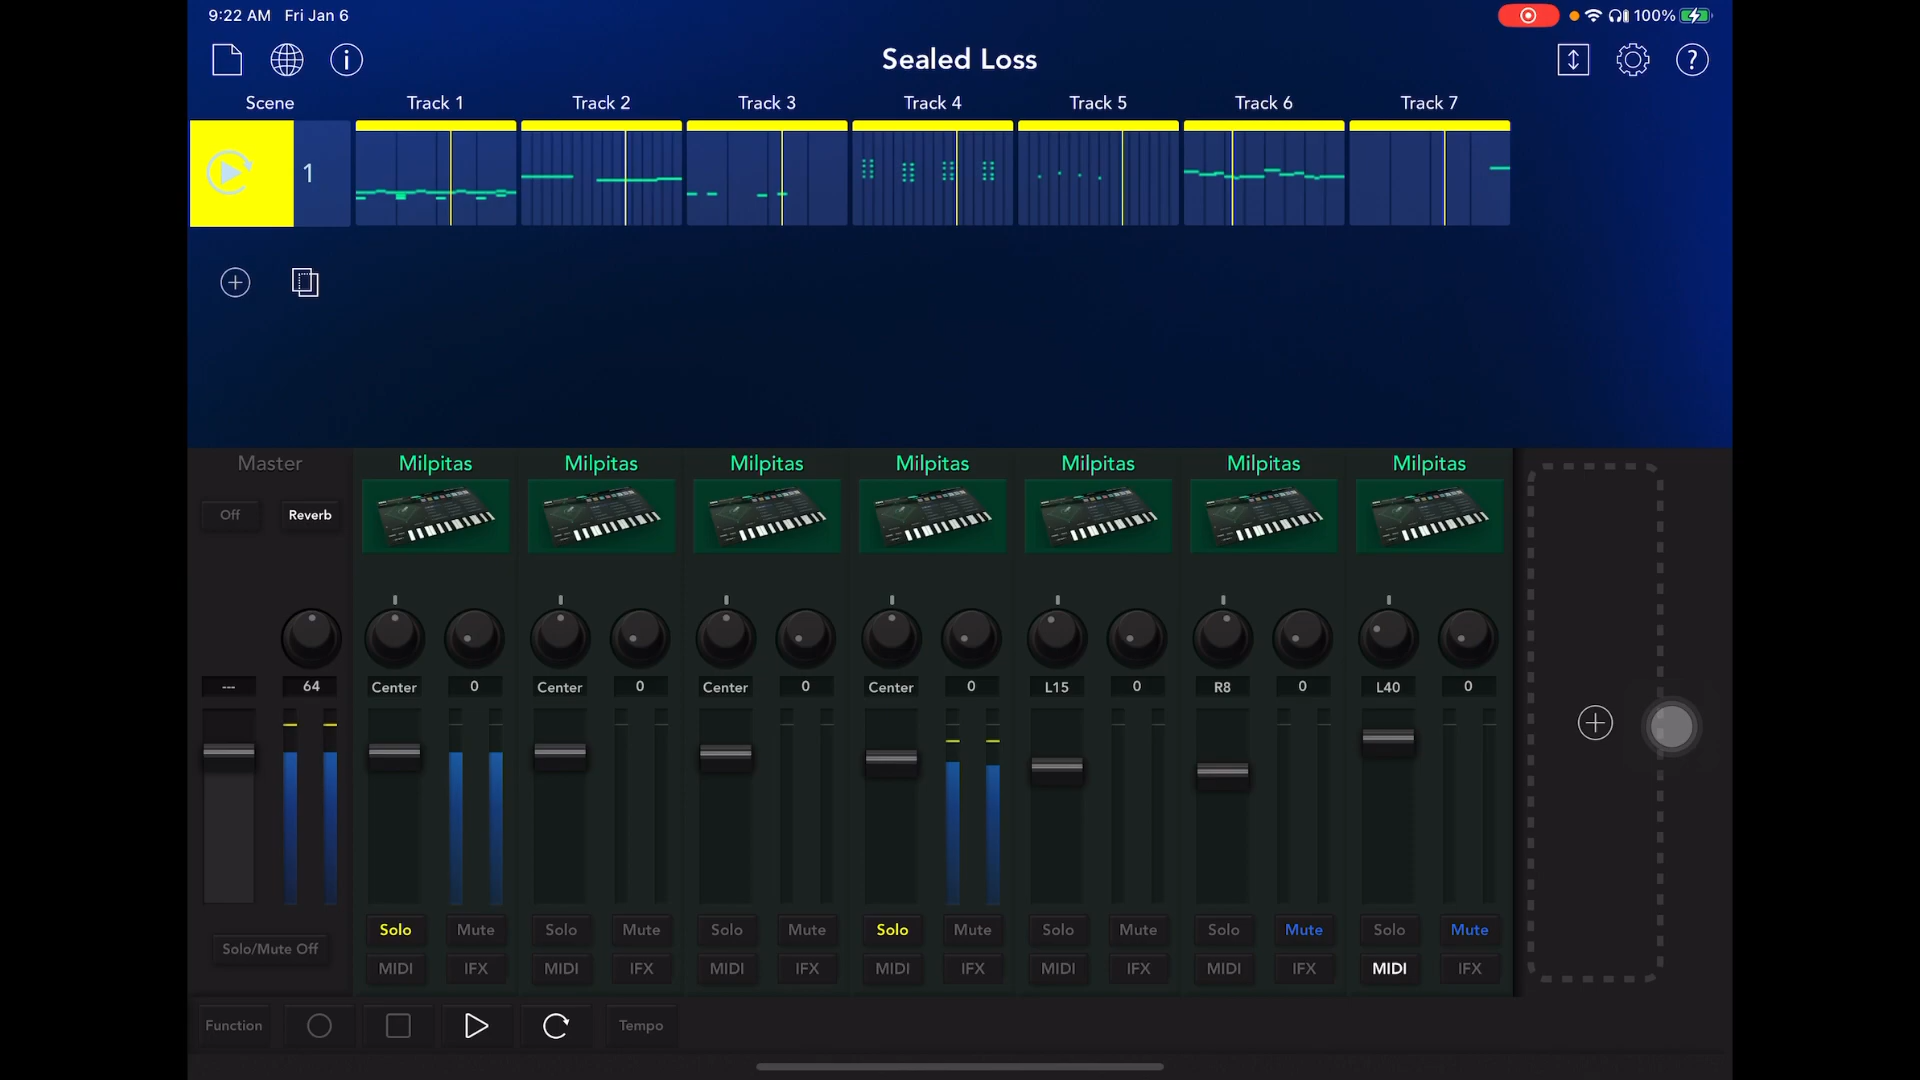 9:22 AM Fri Jan 6 100%
Sealed Loss
Scene Track 1 Track 2 Track 3 Track 4 Track 5 Track 6 Track 7
1
Master Milpitas Milpitas Milpitas Milpitas Milpitas Milpitas Milpitas
Off Reverb
--- 64 Center 0 Center 0 Center 0 Center 0 L15 0 R8 0 L40 0
Solo Mute Solo Mute Solo Mute Solo Mute Solo Mute Solo Mute Solo Mute
Solo/Mute Off
MIDI IFX MIDI IFX MIDI IFX MIDI IFX MIDI IFX MIDI IFX MIDI IFX
Function Tempo